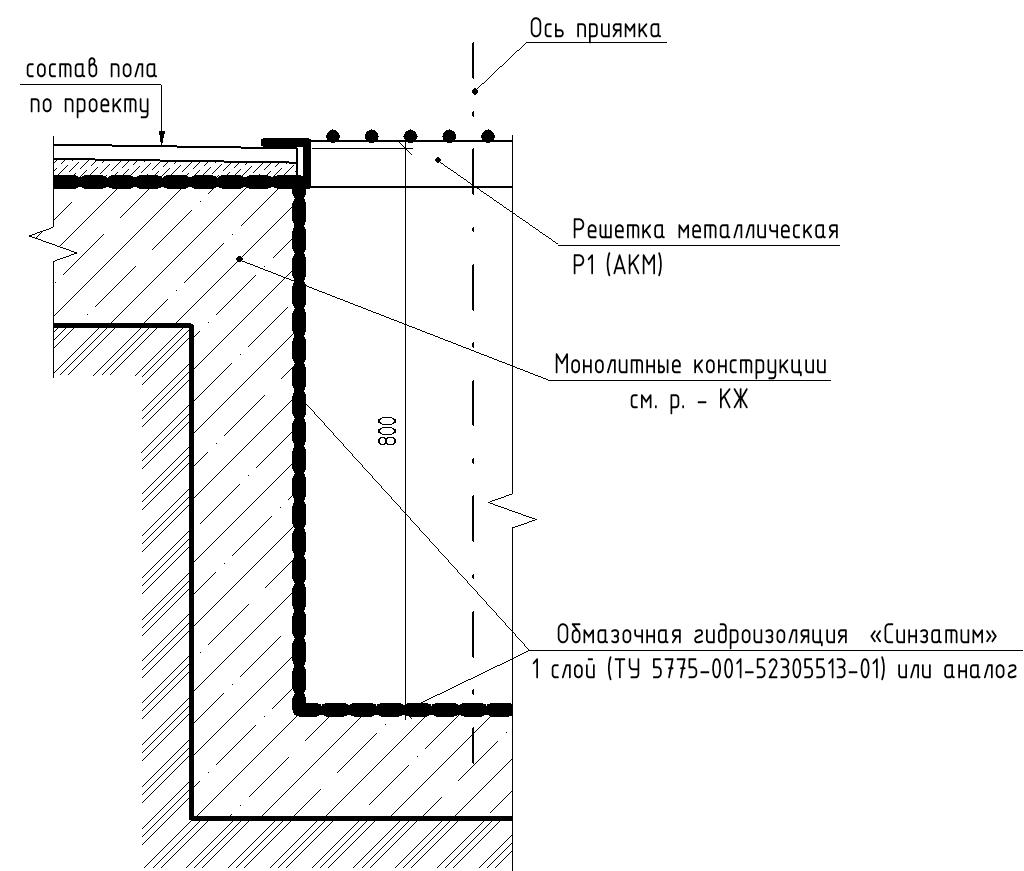 Ось приямка
состав пола
по проекту
Решетка металлическая
Р1 (АКМ)
Монолитные конструкции
см. р. - КЖ
800
Обмазочная гидроизоляция «Синзатим»
1 слой (ТУ 5775-001-52305513-01) или аналог